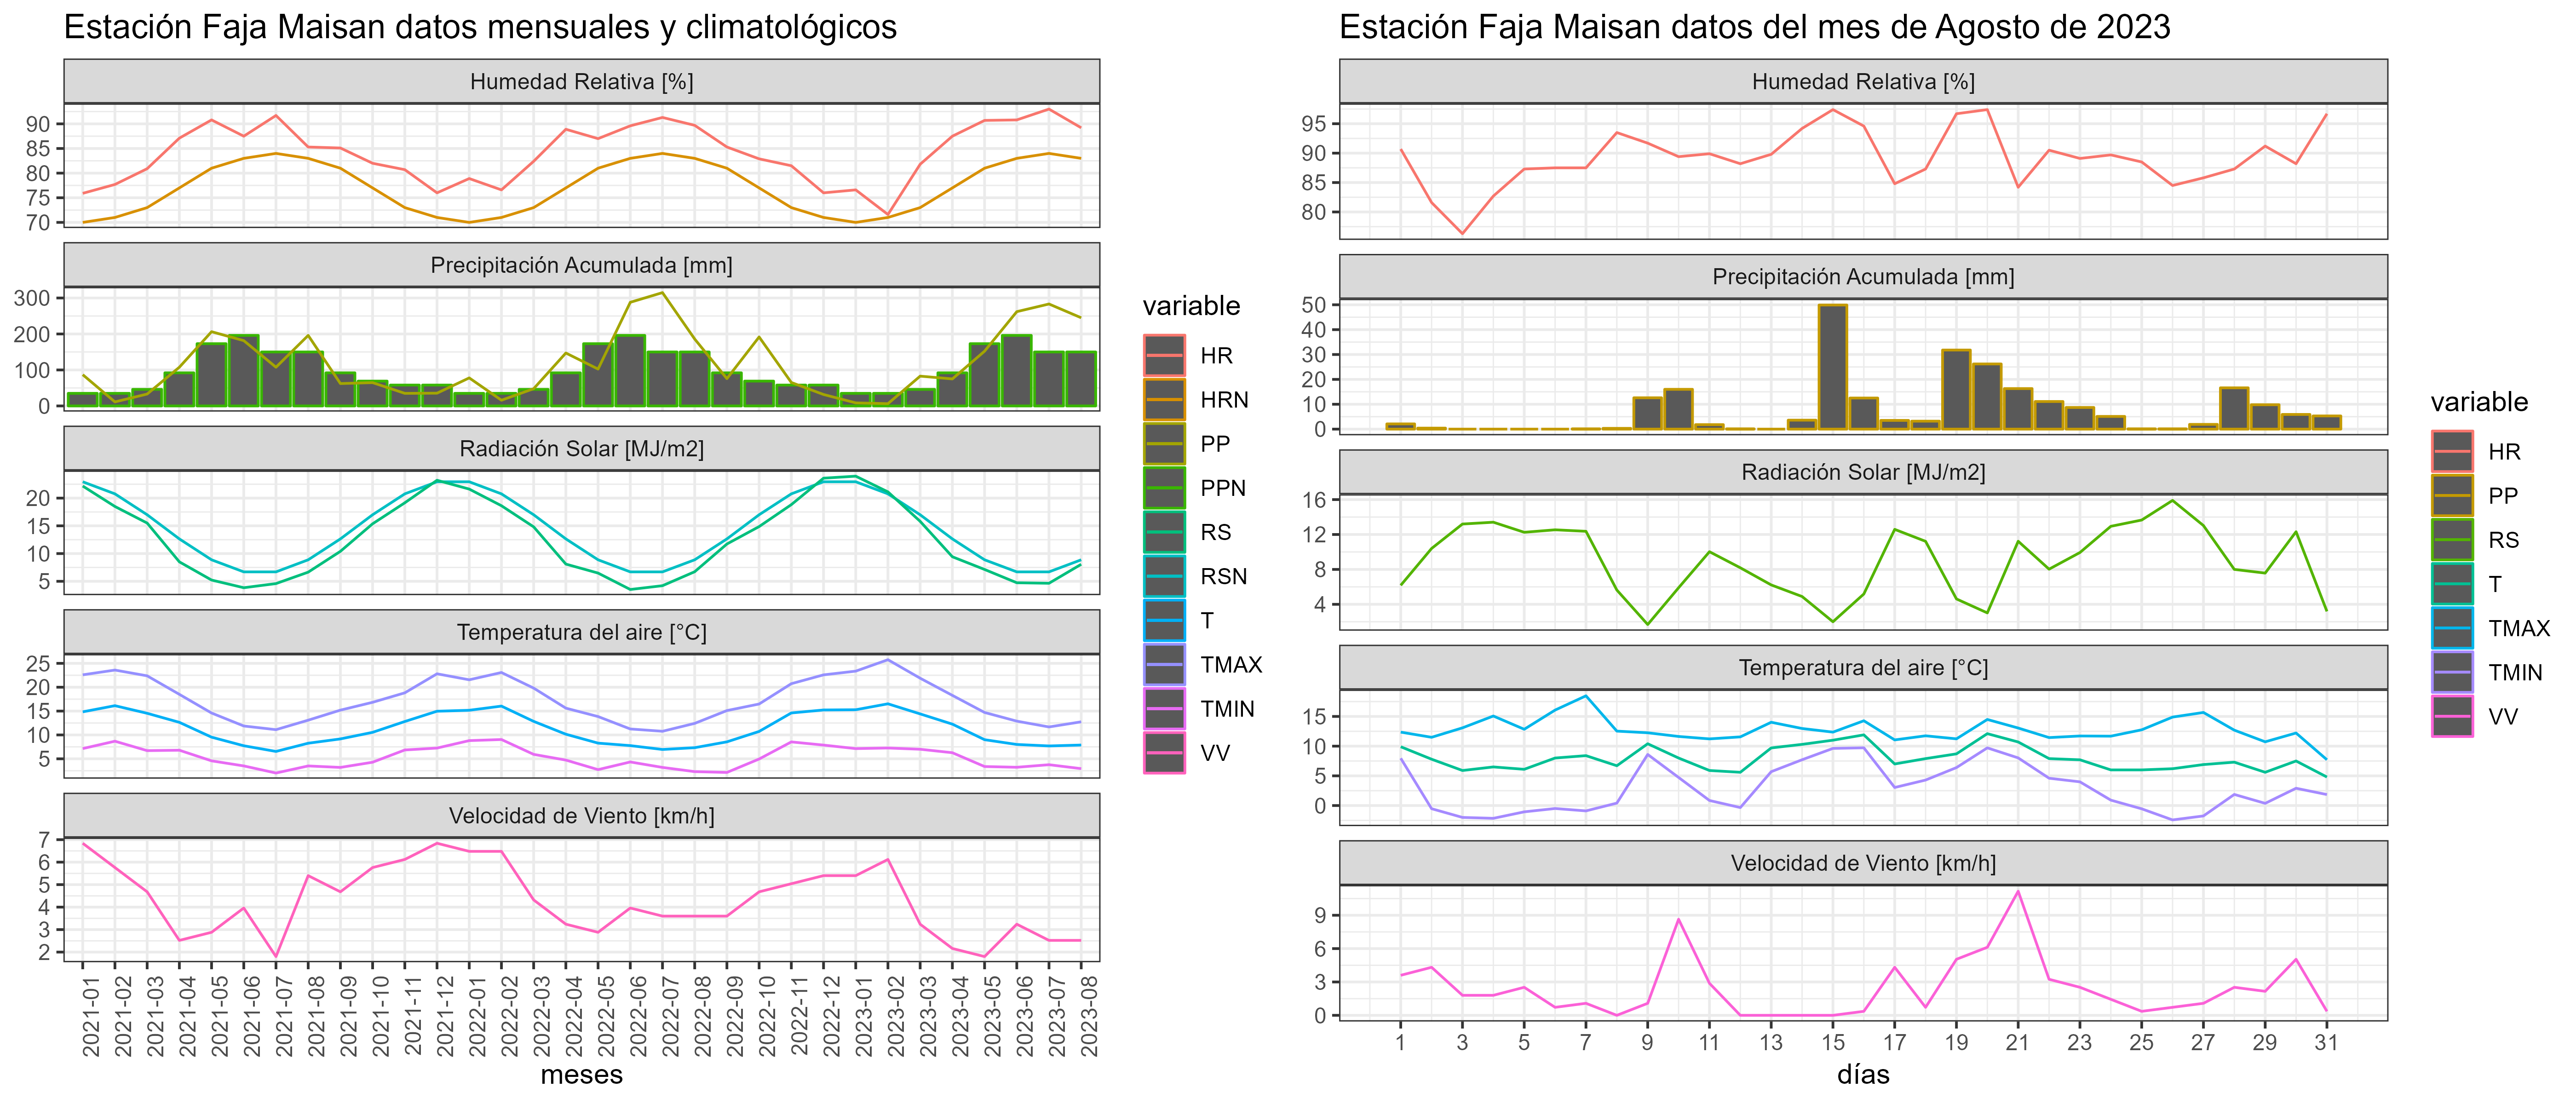 Estación Faja Maisan datos mensuales y climatológicos
Humedad Relativa [%]
90
85
80
75
70
Precipitación Acumulada [mm]
300
200
100
0
Radiación Solar [MJ/m2]
20
15
10
5
Temperatura del aire [°C]
25
20
15
10
5
Velocidad de Viento [km/h]
7
6
5
4
3
2
2021-01
2021-02
2021-03
2021-04
2021-05
2021-06
2021-07
2021-08
2021-09
2021-10
2021-11
2021-12
2022-01
2022-02
2022-03
2022-04
2022-05
2022-06
2022-07
2022-08
2022-09
2022-10
2022-11
2022-12
2023-01
2023-02
2023-03
2023-04
2023-05
2023-06
2023-07
2023-08
meses
variable
HR
HRN
PP
PPN
RS
RSN
T
TMAX
TMIN
VV
Estación Faja Maisan datos del mes de Agosto de 2023
Humedad Relativa [%]
95
90
85
80
Precipitación Acumulada [mm]
50
40
30
20
10
0
Radiación Solar [MJ/m2]
16
12
8
4
Temperatura del aire [°C]
15
10
5
0
Velocidad de Viento [km/h]
9
6
3
0
1 3 5 7 9 11 13 15 17 19 21 23 25 27 29 31
días
variable
HR
PP
RS
T
TMAX
TMIN
VV